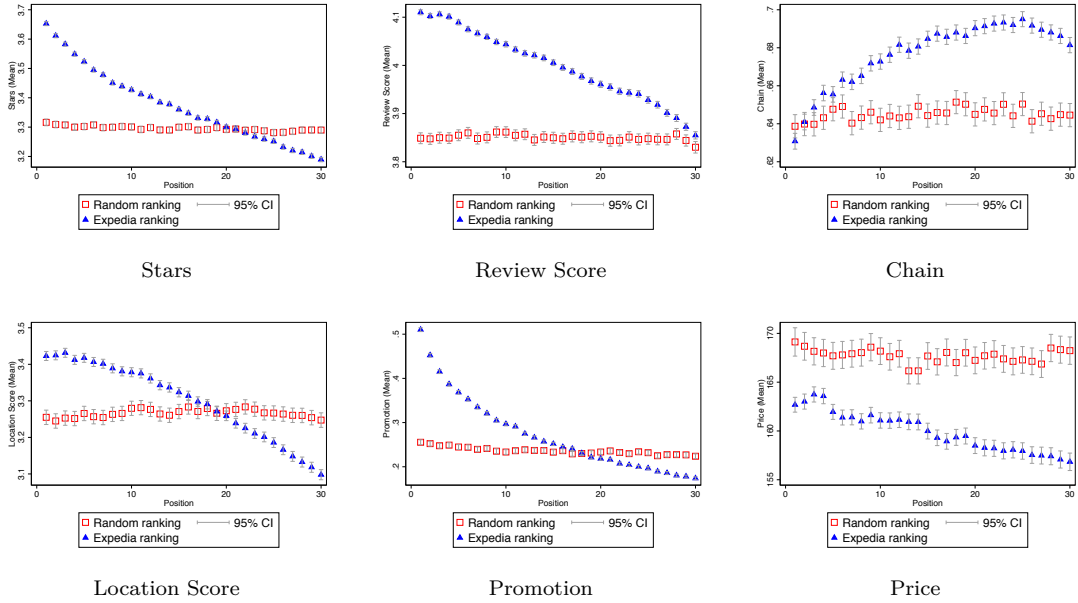 3.7
3.6
3.5
3.4
3.3
3.2
Stars (Mean)
0 10 20 30
Position
Random ranking 95% CI
Expedia ranking
Stars
4.1
4
3.9
3.8
Review Score (Mean)
0 10 20 30
Position
Random ranking 95% CI
Expedia ranking
Review Score
.7
.68
.66
.64
.62
Chain (Mean)
0 10 20 30
Position
Random ranking 95% CI
Expedia ranking
Chain
3.5
3.4
3.3
3.2
3.1
Location Score (Mean)
0 10 20 30
Position
Random ranking 95% CI
Expedia ranking
Location Score
.5
.4
.3
.2
Promotion (Mean)
0 10 20 30
Position
Random ranking 95% CI
Expedia ranking
Promotion
170
165
160
155
Price (Mean)
0 10 20 30
Position
Random ranking 95% CI
Expedia ranking
Price